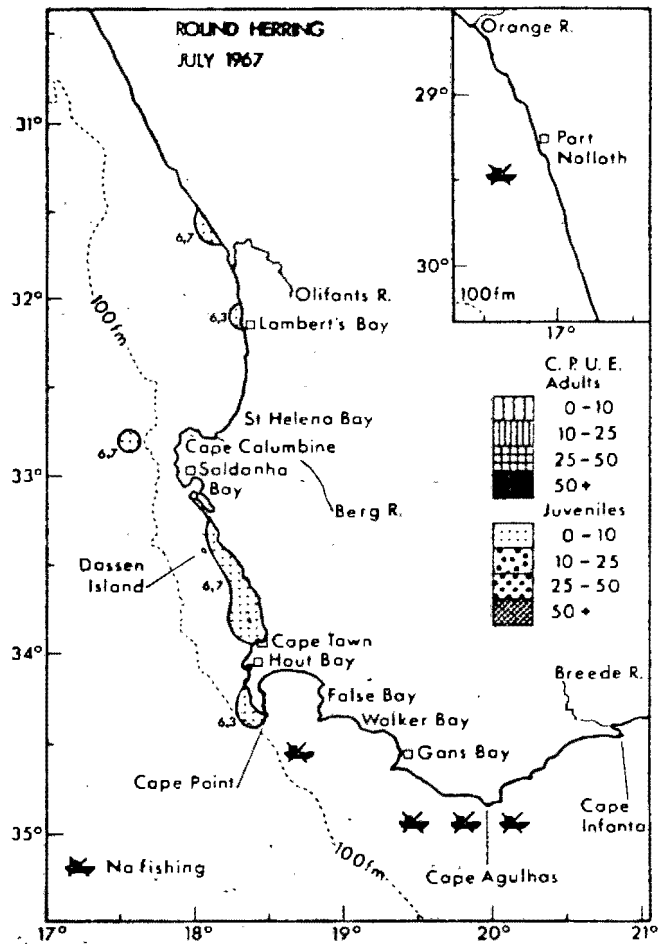 ROUND HERRING
JULY 1967
Orange R.
29°
Port
Nolloth
30°
100fm
17°
31°
6,7
Olifants R.
32°
100fm
6,3
Lambert's Bay
C. P. U. E.
Adults
0-10
10-25
25-50
50+
Juveniles
0-10
10-25
25-50
50+
St Helena Bay
6,7
Cape Columbine
33°
Saldanha
Bay
Berg R.
Dassen
Island
6,7
Cape Town
34°
Hout Bay
Breede R.
6,3
False Bay
Walker Bay
Gans Bay
Cape Point
Cape
Infanta
35°
100fm
No fishing
Cape Agulhas
17°
18°
19°
20°
21°